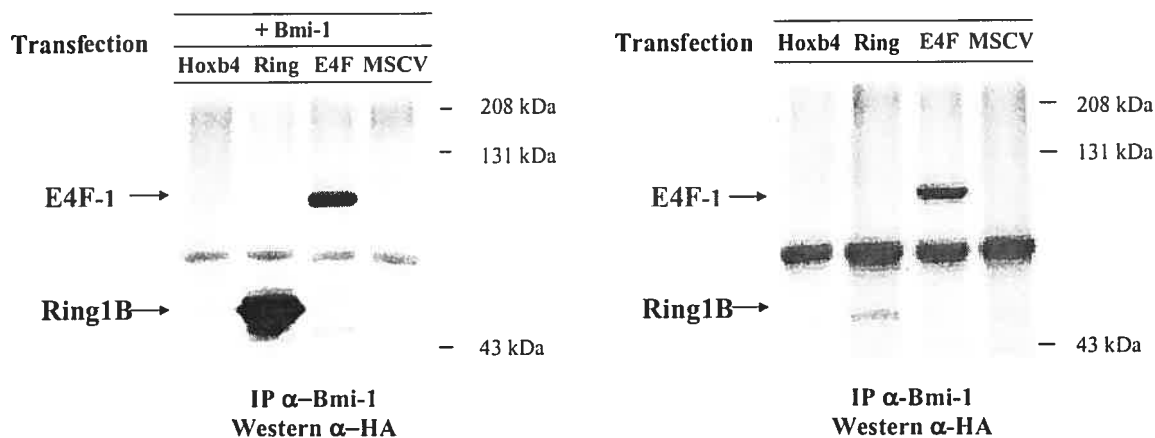 Transfection
+ Bmi-1
Hoxb4 Ring E4F MSCV
208 kDa
131 kDa
E4F-1
Ring1B
43 kDa
IP α–Bmi-1
Western α–HA
Transfection
Hoxb4 Ring E4F MSCV
208 kDa
131 kDa
E4F-1
Ring1B
43 kDa
IP α-Bmi-1
Western α-HA